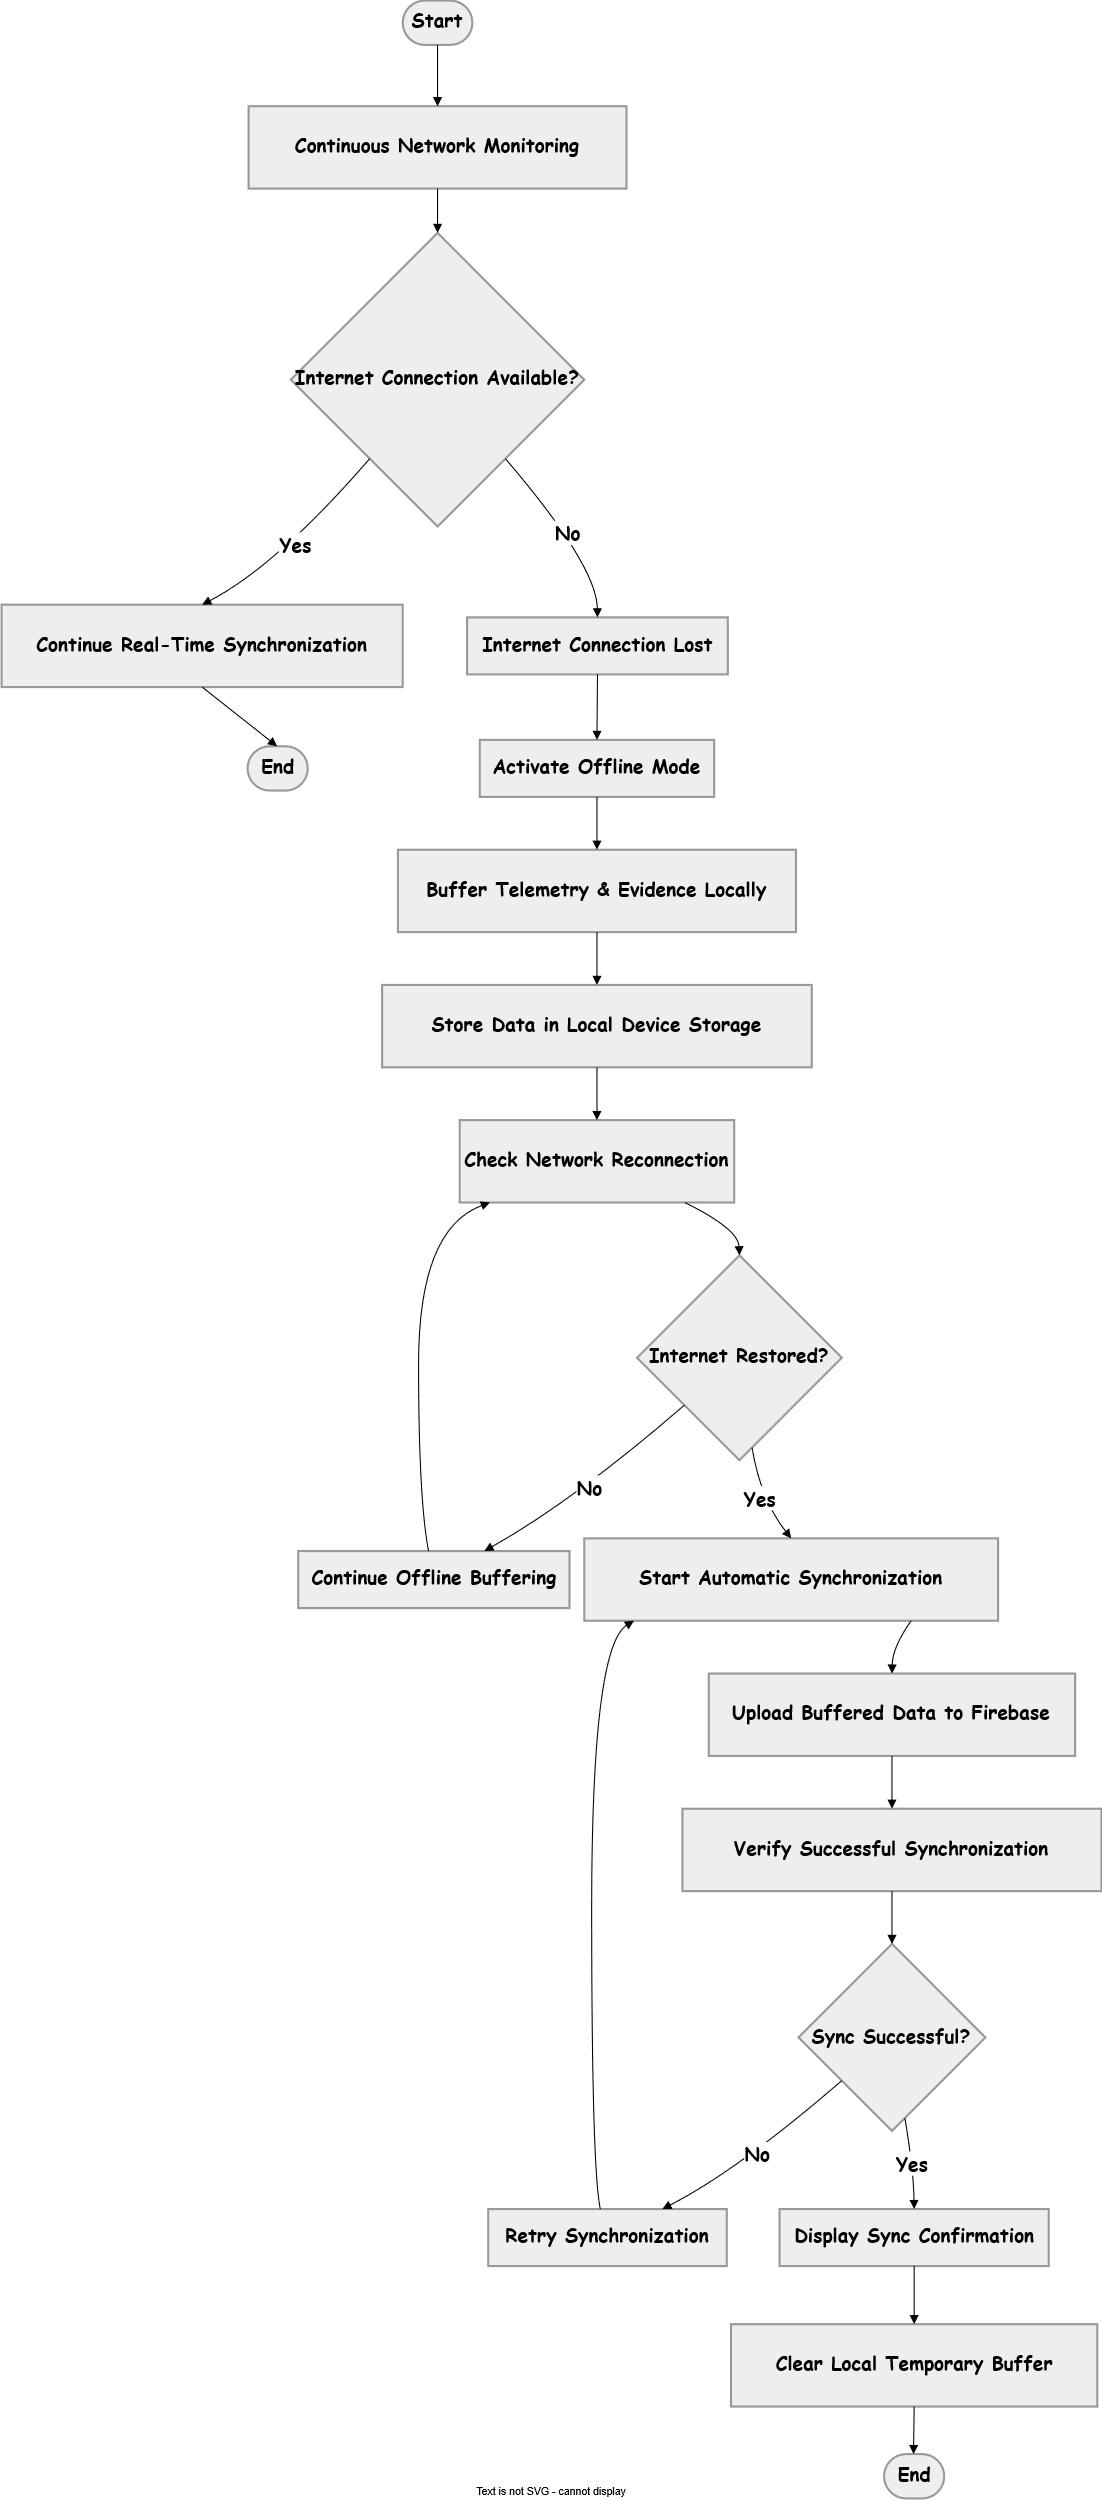 Start
Continuous Network Monitoring
Internet Connection Available?
Yes
No
Continue Real-Time Synchronization
Internet Connection Lost
End
Activate Offline Mode
Buffer Telemetry & Evidence Locally
Store Data in Local Device Storage
Check Network Reconnection
Internet Restored?
No
Yes
Continue Offline Buffering
Start Automatic Synchronization
Upload Buffered Data to Firebase
Verify Successful Synchronization
Sync Successful?
No
Yes
Retry Synchronization
Display Sync Confirmation
Clear Local Temporary Buffer
End
Text is not SVG - cannot display